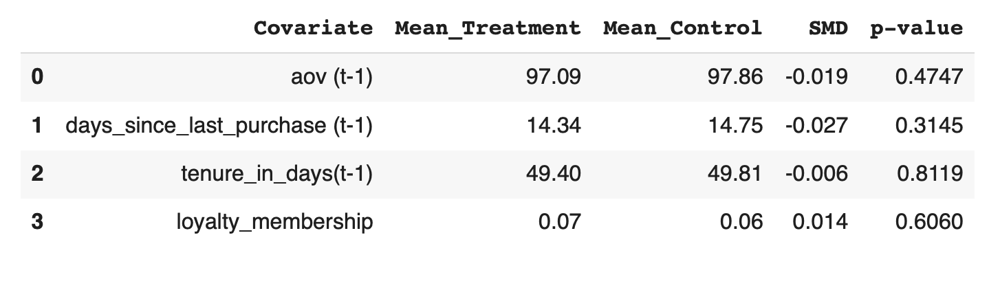 Covariate Mean_Treatment Mean_Control SMD p-value
0 aov (t-1) 97.09 97.86 -0.019 0.4747
1 days_since_last_purchase (t-1) 14.34 14.75 -0.027 0.3145
2 tenure_in_days(t-1) 49.40 49.81 -0.006 0.8119
3 loyalty_membership 0.07 0.06 0.014 0.6060